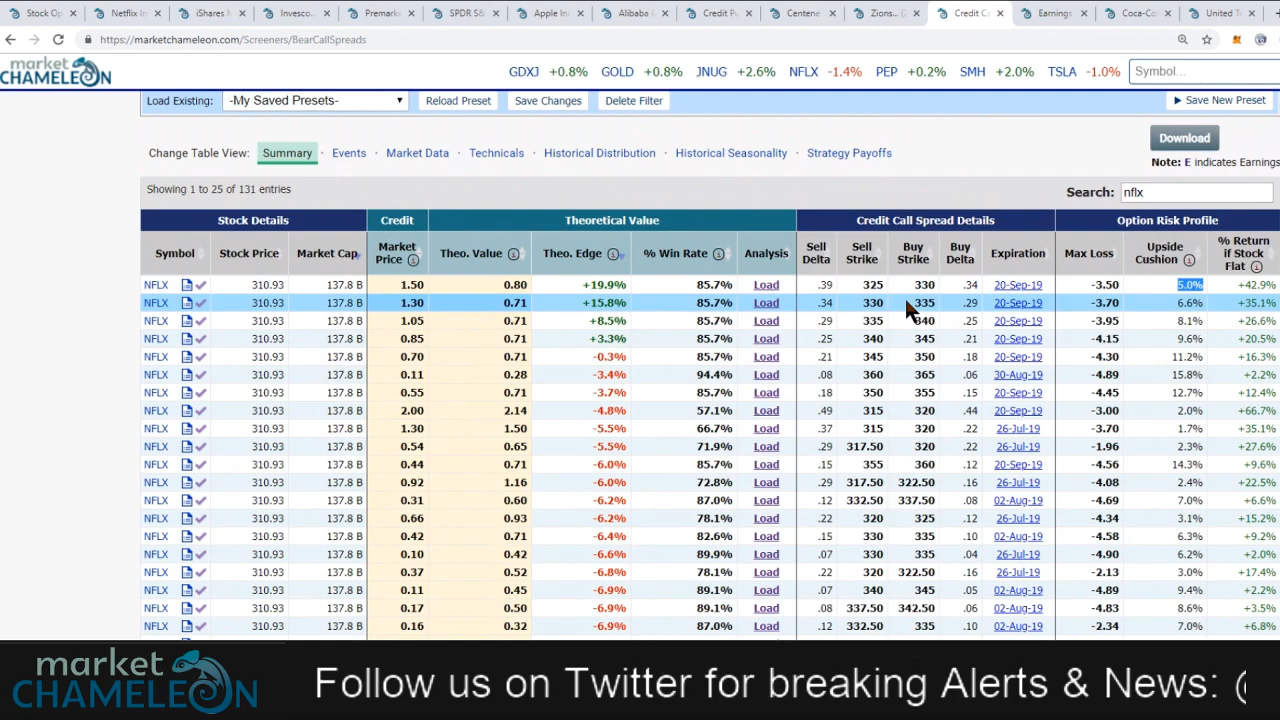 Stock Op
Netflix In
iShares M
Invesco...
Premark
SPDR S&
Apple Inc
Alibaba G
Credit Pu
Centene
Zions... (
Credit Ca
Earnings
Coca-Co
United T
https://marketchameleon.com/Screeners/BearCallSpreads
market CHAMELEON
GDXJ +0.8% GOLD +0.8% JNUG +2.6% NFLX -1.4% PEP +0.2% SMH +2.0% TSLA -1.0% Symbol...
Load Existing: -My Saved Presets- Reload Preset Save Changes Delete Filter ▶ Save New Preset
Download
Change Table View: Summary · Events · Market Data · Technicals · Historical Distribution · Historical Seasonality · Strategy Payoffs
Note: E indicates Earnings
Showing 1 to 25 of 131 entries
Search: nflx
Stock Details Credit Theoretical Value Credit Call Spread Details Option Risk Profile
Symbol Stock Price Market Cap Market Price Theo. Value Theo. Edge % Win Rate Analysis Sell Delta Sell Strike Buy Strike Buy Delta Expiration Max Loss Upside Cushion % Return if Stock Flat
NFLX 310.93 137.8 B 1.50 0.80 +19.9% 85.7% Load .39 325 330 .34 20-Sep-19 -3.50 5.0% +42.9%
NFLX 310.93 137.8 B 1.30 0.71 +15.8% 85.7% Load .34 330 335 .29 20-Sep-19 -3.70 6.6% +35.1%
NFLX 310.93 137.8 B 1.05 0.71 +8.5% 85.7% Load .29 335 340 .25 20-Sep-19 -3.95 8.1% +26.6%
NFLX 310.93 137.8 B 0.85 0.71 +3.3% 85.7% Load .25 340 345 .21 20-Sep-19 -4.15 9.6% +20.5%
NFLX 310.93 137.8 B 0.70 0.71 -0.3% 85.7% Load .21 345 350 .18 20-Sep-19 -4.30 11.2% +16.3%
NFLX 310.93 137.8 B 0.11 0.28 -3.4% 94.4% Load .08 360 365 .06 30-Aug-19 -4.89 15.8% +2.2%
NFLX 310.93 137.8 B 0.55 0.71 -3.7% 85.7% Load .18 350 355 .15 20-Sep-19 -4.45 12.7% +12.4%
NFLX 310.93 137.8 B 2.00 2.14 -4.8% 57.1% Load .49 315 320 .44 20-Sep-19 -3.00 2.0% +66.7%
NFLX 310.93 137.8 B 1.30 1.50 -5.5% 66.7% Load .37 315 320 .22 26-Jul-19 -3.70 1.7% +35.1%
NFLX 310.93 137.8 B 0.54 0.65 -5.5% 71.9% Load .29 317.50 320 .22 26-Jul-19 -1.96 2.3% +27.6%
NFLX 310.93 137.8 B 0.44 0.71 -6.0% 85.7% Load .15 355 360 .12 20-Sep-19 -4.56 14.3% +9.6%
NFLX 310.93 137.8 B 0.92 1.16 -6.0% 72.8% Load .29 317.50 322.50 .16 26-Jul-19 -4.08 2.4% +22.5%
NFLX 310.93 137.8 B 0.31 0.60 -6.2% 87.0% Load .12 332.50 337.50 .08 02-Aug-19 -4.69 7.0% +6.6%
NFLX 310.93 137.8 B 0.66 0.93 -6.2% 78.1% Load .22 320 325 .14 26-Jul-19 -4.34 3.1% +15.2%
NFLX 310.93 137.8 B 0.42 0.71 -6.4% 82.6% Load .15 330 335 .10 02-Aug-19 -4.58 6.3% +9.2%
NFLX 310.93 137.8 B 0.10 0.42 -6.6% 89.9% Load .07 330 335 .04 26-Jul-19 -4.90 6.2% +2.0%
NFLX 310.93 137.8 B 0.37 0.52 -6.8% 78.1% Load .22 320 322.50 .16 26-Jul-19 -2.13 3.0% +17.4%
NFLX 310.93 137.8 B 0.11 0.45 -6.9% 89.1% Load .07 340 345 .05 02-Aug-19 -4.89 9.4% +2.2%
NFLX 310.93 137.8 B 0.17 0.50 -6.9% 89.1% Load .08 337.50 342.50 .06 02-Aug-19 -4.83 8.6% +3.5%
NFLX 310.93 137.8 B 0.16 0.32 -6.9% 87.0% Load .12 332.50 335 .10 02-Aug-19 -2.34 7.0% +6.8%
market CHAMELEON
Follow us on Twitter for breaking Alerts & News: @